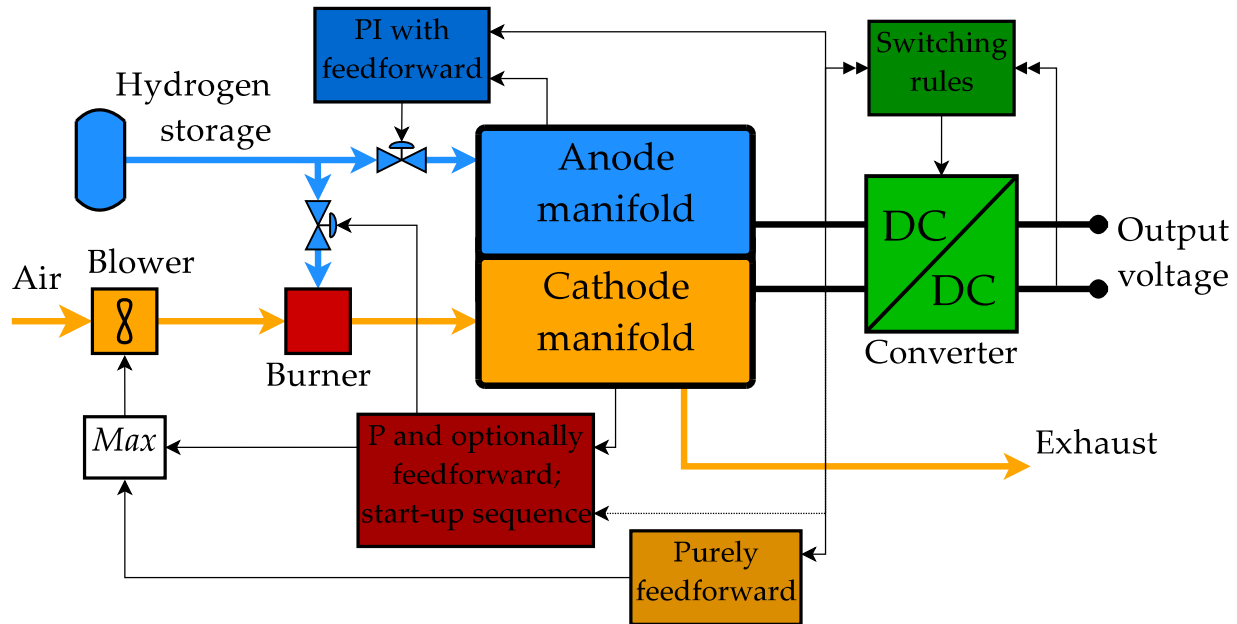 PI with
feedforward
Switching
rules
Hydrogen
storage
Anode
manifold
DC
DC
Output
voltage
Air
Blower
Cathode
manifold
Converter
Burner
Max
P and optionally
feedforward;
start-up sequence
Exhaust
Purely
feedforward